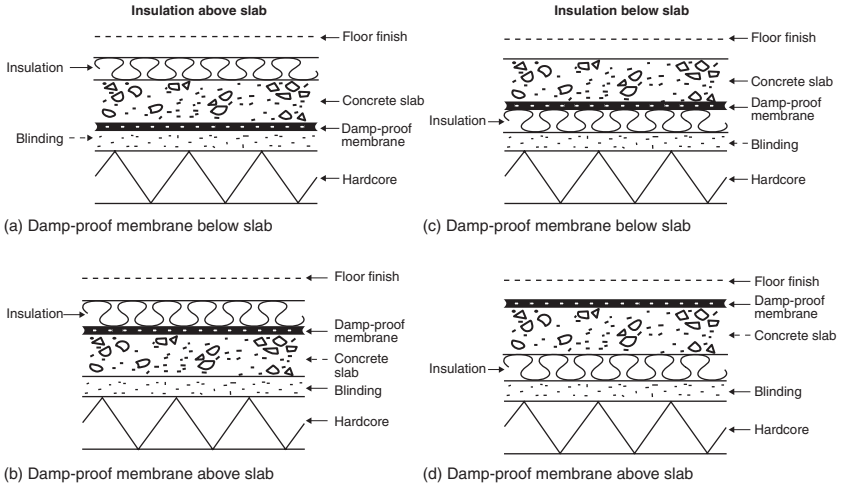 Insulation above slab
Floor finish
Insulation
Concrete slab
Damp-proof
membrane
Blinding
Hardcore
(a) Damp-proof membrane below slab
Insulation below slab
Floor finish
Concrete slab
Damp-proof
membrane
Insulation
Blinding
Hardcore
(c) Damp-proof membrane below slab
Floor finish
Insulation
Damp-proof
membrane
Concrete
slab
Blinding
Hardcore
(b) Damp-proof membrane above slab
Floor finish
Damp-proof
membrane
Concrete slab
Insulation
Blinding
Hardcore
(d) Damp-proof membrane above slab